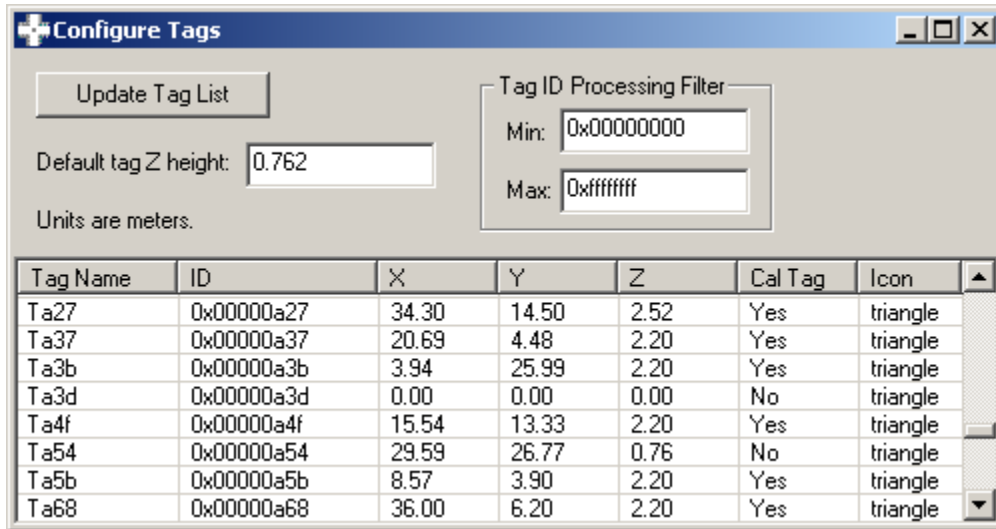 Configure Tags
Update Tag List
Tag ID Processing Filter
Min: 0x00000000
Default tag Z height: 0.762
Max: 0xffffffff
Units are meters.
Tag Name ID X Y Z Cal Tag Icon
Ta27 0x00000a27 34.30 14.50 2.52 Yes triangle
Ta37 0x00000a37 20.69 4.48 2.20 Yes triangle
Ta3b 0x00000a3b 3.94 25.99 2.20 Yes triangle
Ta3d 0x00000a3d 0.00 0.00 0.00 No triangle
Ta4f 0x00000a4f 15.54 13.33 2.20 Yes triangle
Ta54 0x00000a54 29.59 26.77 0.76 No triangle
Ta5b 0x00000a5b 8.57 3.90 2.20 Yes triangle
Ta68 0x00000a68 36.00 6.20 2.20 Yes triangle